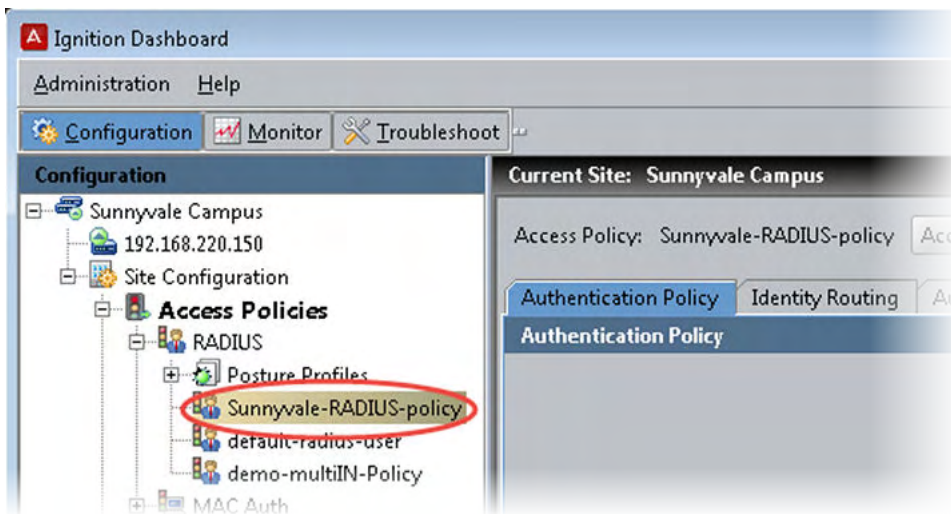 Ignition Dashboard
Administration Help
Configuration Monitor Troubleshoot
Configuration
Sunnyvale Campus
192.168.220.150
Site Configuration
Access Policies
RADIUS
Posture Profiles
Sunnyvale-RADIUS-policy
default-radius-user
demo-multiIN-Policy
MAC Auth
Current Site: Sunnyvale Campus
Access Policy: Sunnyvale-RADIUS-policy
Authentication Policy Identity Routing
Authentication Policy